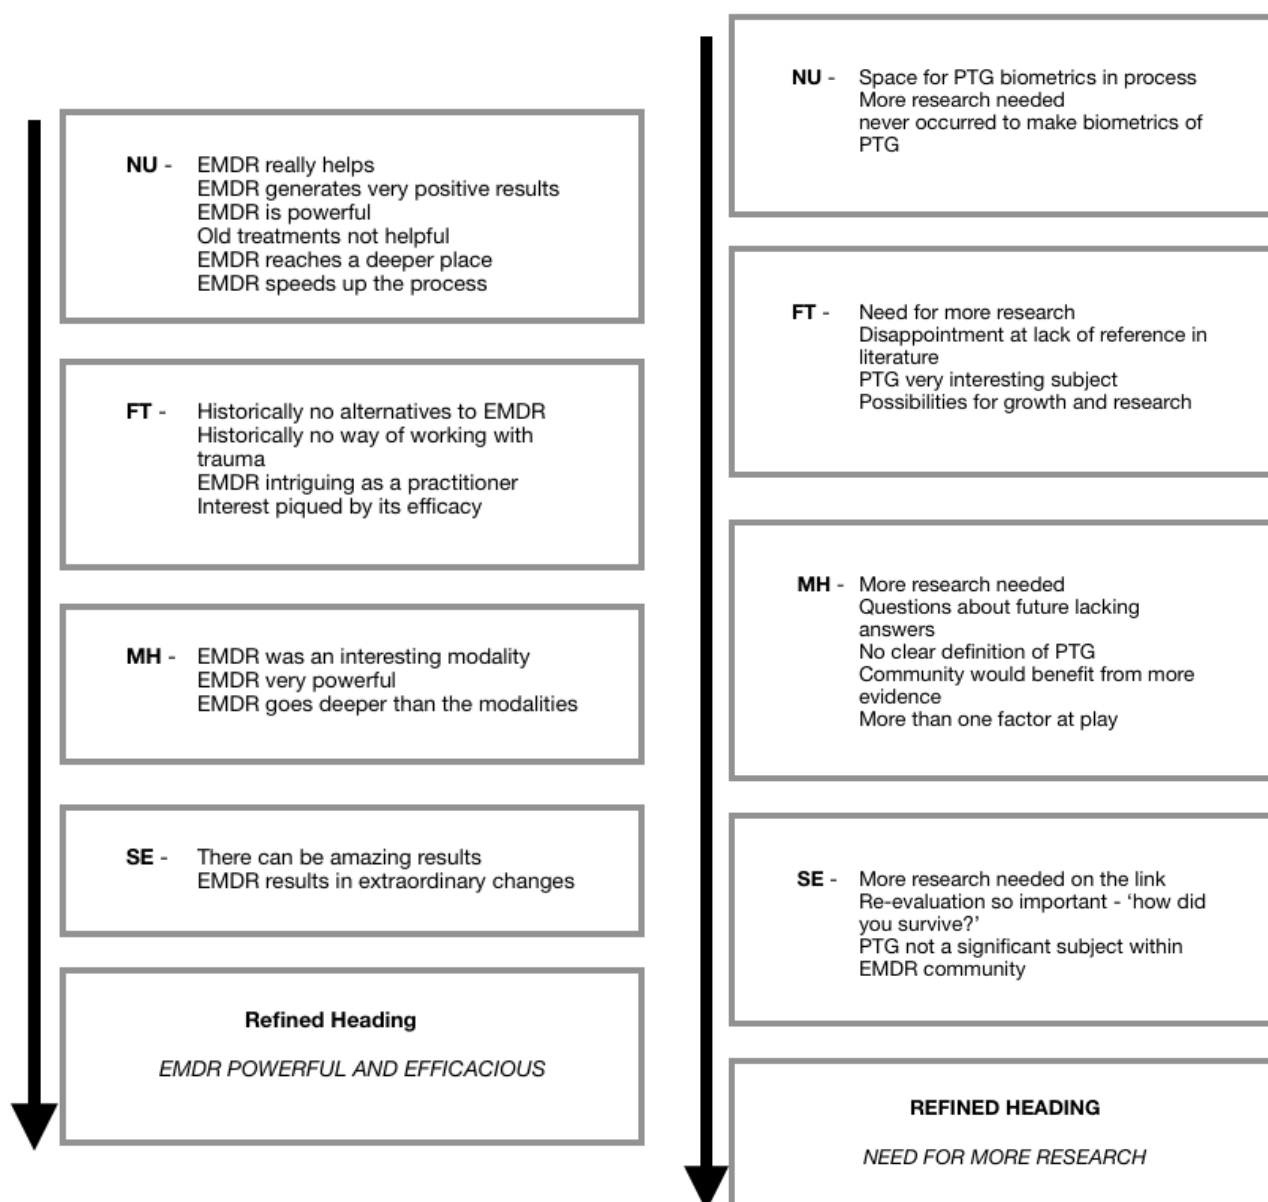 NU - EMDR really helps
EMDR generates very positive results
EMDR is powerful
Old treatments not helpful
EMDR reaches a deeper place
EMDR speeds up the process
FT - Historically no alternatives to EMDR
Historically no way of working with
trauma
EMDR intriguing as a practitioner
Interest piqued by its efficacy
MH - EMDR was an interesting modality
EMDR very powerful
EMDR goes deeper than the modalities
SE - There can be amazing results
EMDR results in extraordinary changes
Refined Heading
EMDR POWERFUL AND EFFICACIOUS
NU - Space for PTG biometrics in process
More research needed
never occurred to make biometrics of
PTG
FT - Need for more research
Disappointment at lack of reference in
literature
PTG very interesting subject
Possibilities for growth and research
MH - More research needed
Questions about future lacking
answers
No clear definition of PTG
Community would benefit from more
evidence
More than one factor at play
SE - More research needed on the link
Re-evaluation so important - ‘how did
you survive?’
PTG not a significant subject within
EMDR community
REFINED HEADING
NEED FOR MORE RESEARCH